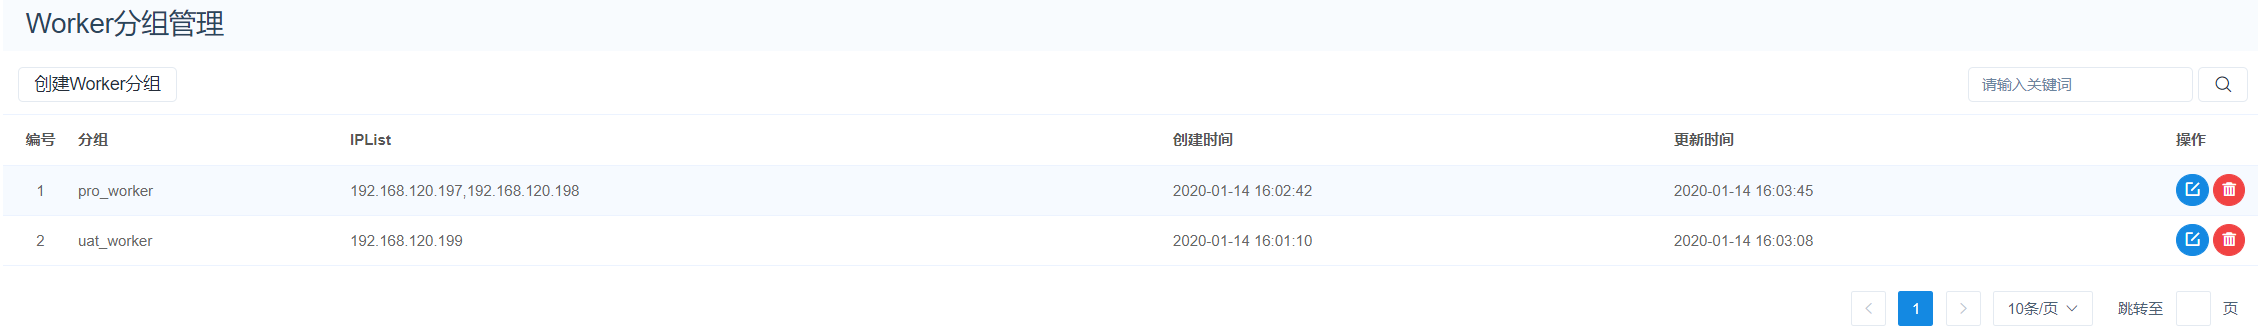 Worker分组管理
创建Worker分组 请输入关键词
编号 分组 IPList 创建时间 更新时间 操作
1 pro_worker 192.168.120.197,192.168.120.198 2020-01-14 16:02:42 2020-01-14 16:03:45
2 uat_worker 192.168.120.199 2020-01-14 16:01:10 2020-01-14 16:03:08
1 10条/页 跳转至 页